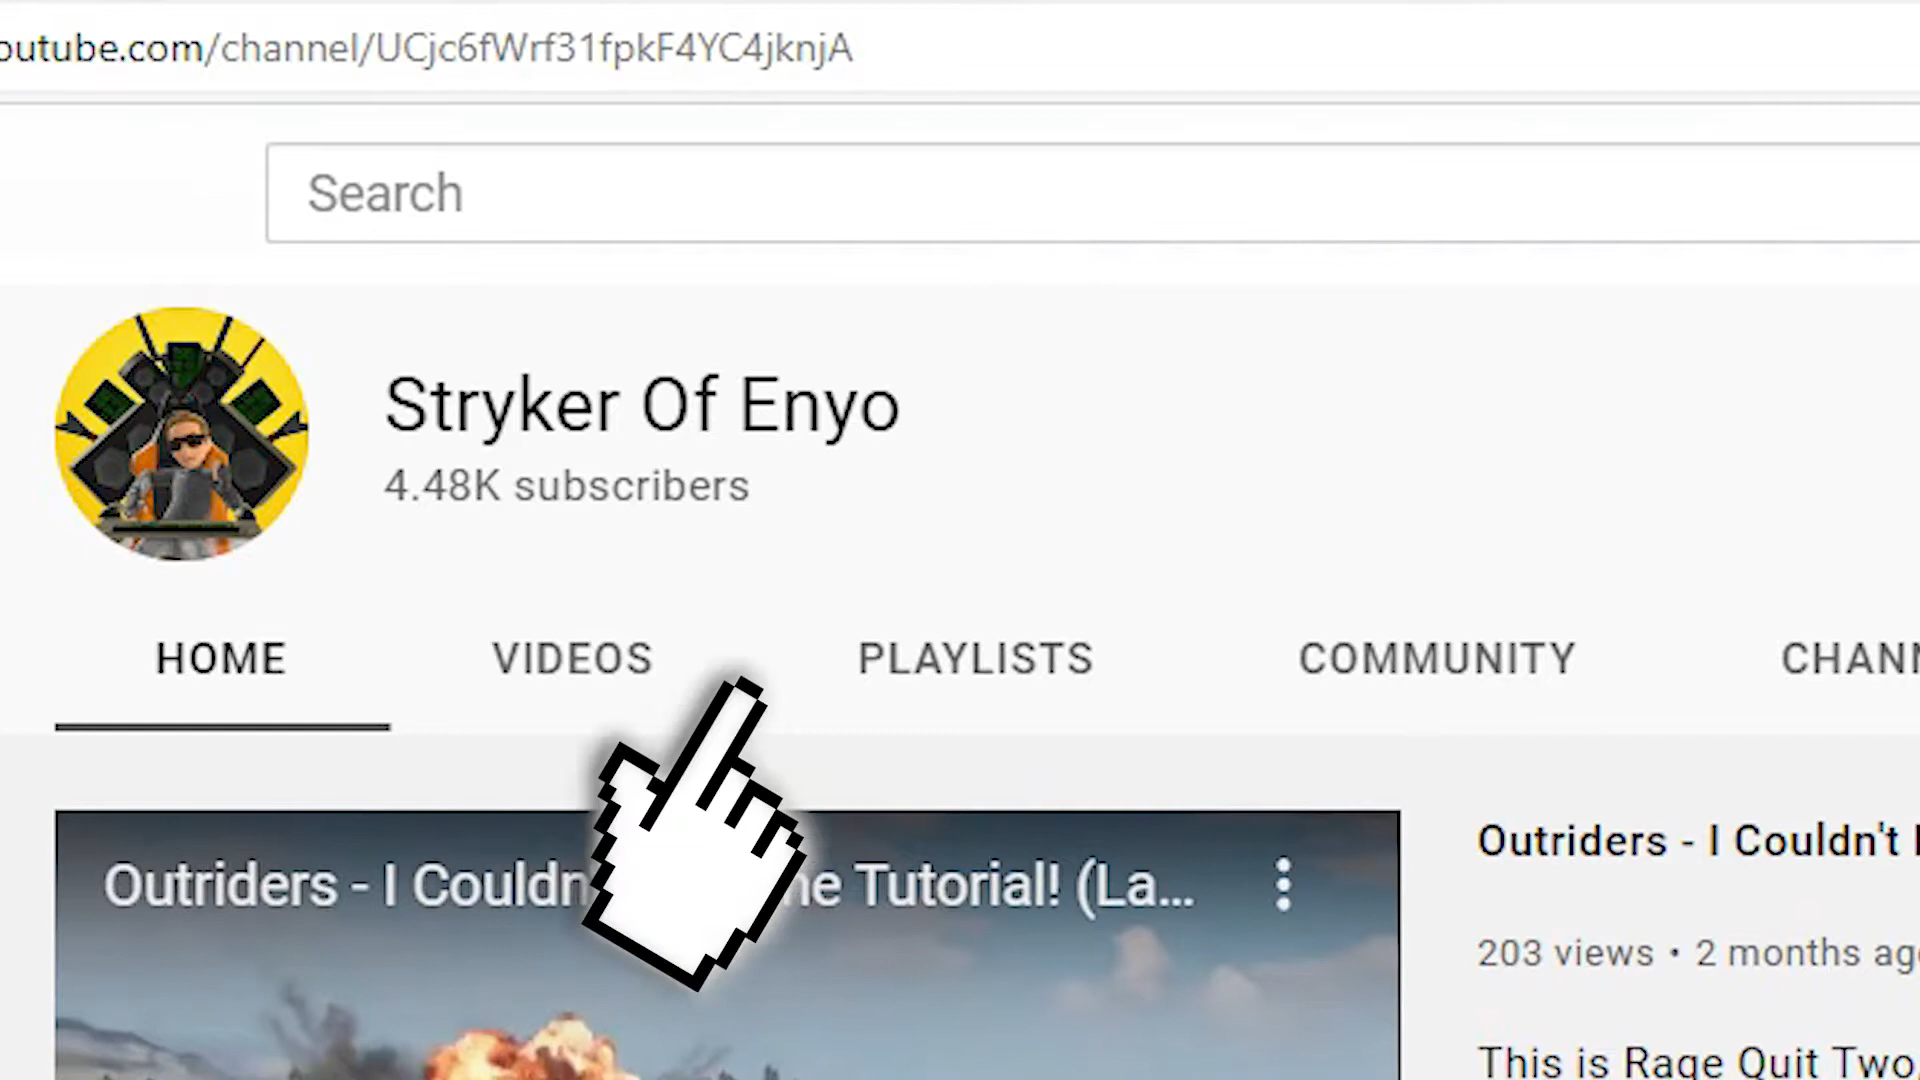 outube.com/channel/UCjc6fWrf31fpkF4YC4jknjA
Search
Stryker Of Enyo
4.48K subscribers
HOME VIDEOS PLAYLISTS COMMUNITY CHANN
Outriders - I Couldn ne Tutorial! (La...
Outriders - I Couldn't
203 views • 2 months ag
This is Rage Quit Two